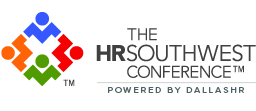 THE
HRSOUTHWEST
CONFERENCE™
TM
POWERED BY DALLASHR